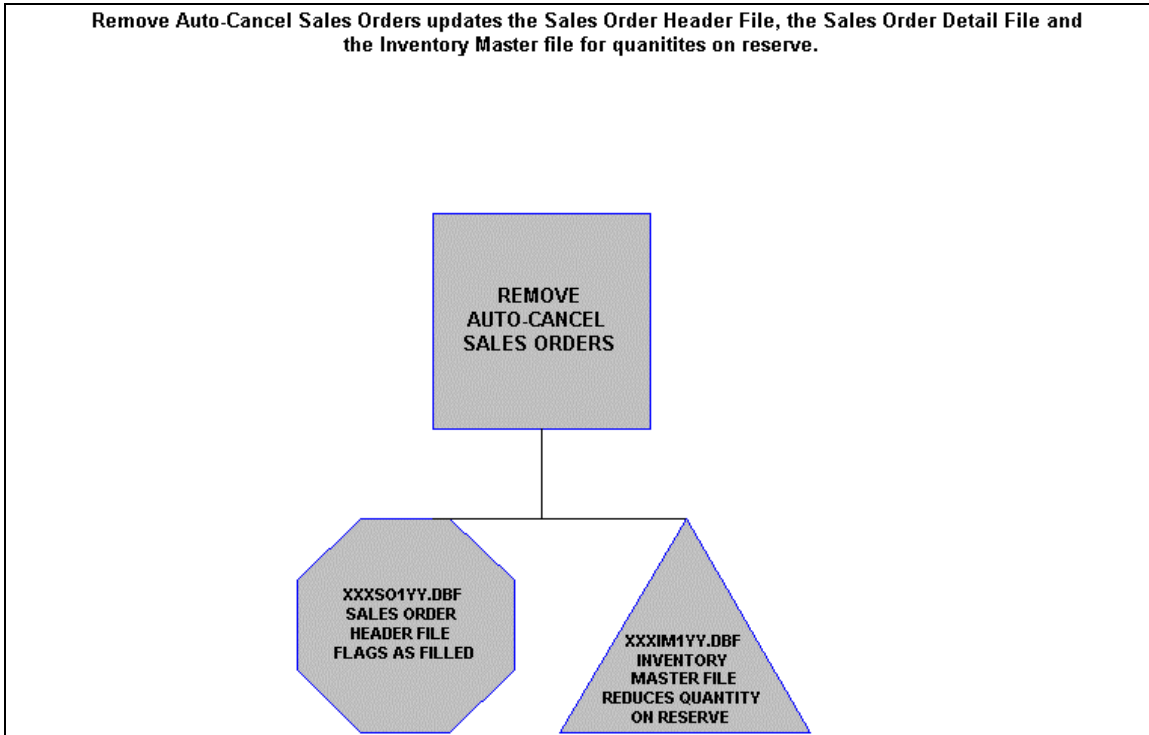 Remove Auto-Cancel Sales Orders updates the Sales Order Header File, the Sales Order Detail File and
the Inventory Master file for quanitites on reserve.
REMOVE
AUTO-CANCEL
SALES ORDERS
XXXSO1YY.DBF
SALES ORDER
HEADER FILE
FLAGS AS FILLED
XXXIM1YY.DBF
INVENTORY
MASTER FILE
REDUCES QUANTITY
ON RESERVE